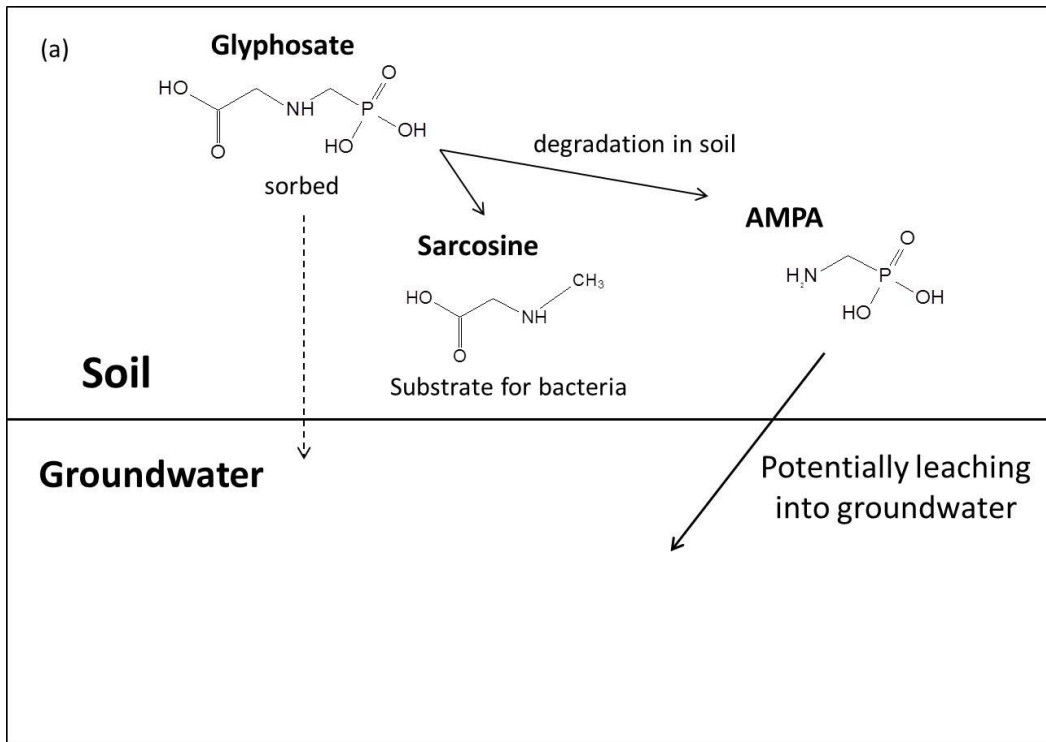 (a)
Glyphosate
HO
O
NH
P
O
OH
HO
sorbed
degradation in soil
Sarcosine
HO
O
NH
CH₃
Substrate for bacteria
AMPA
H₂N
P
O
OH
HO
Soil
Groundwater
Potentially leaching
into groundwater